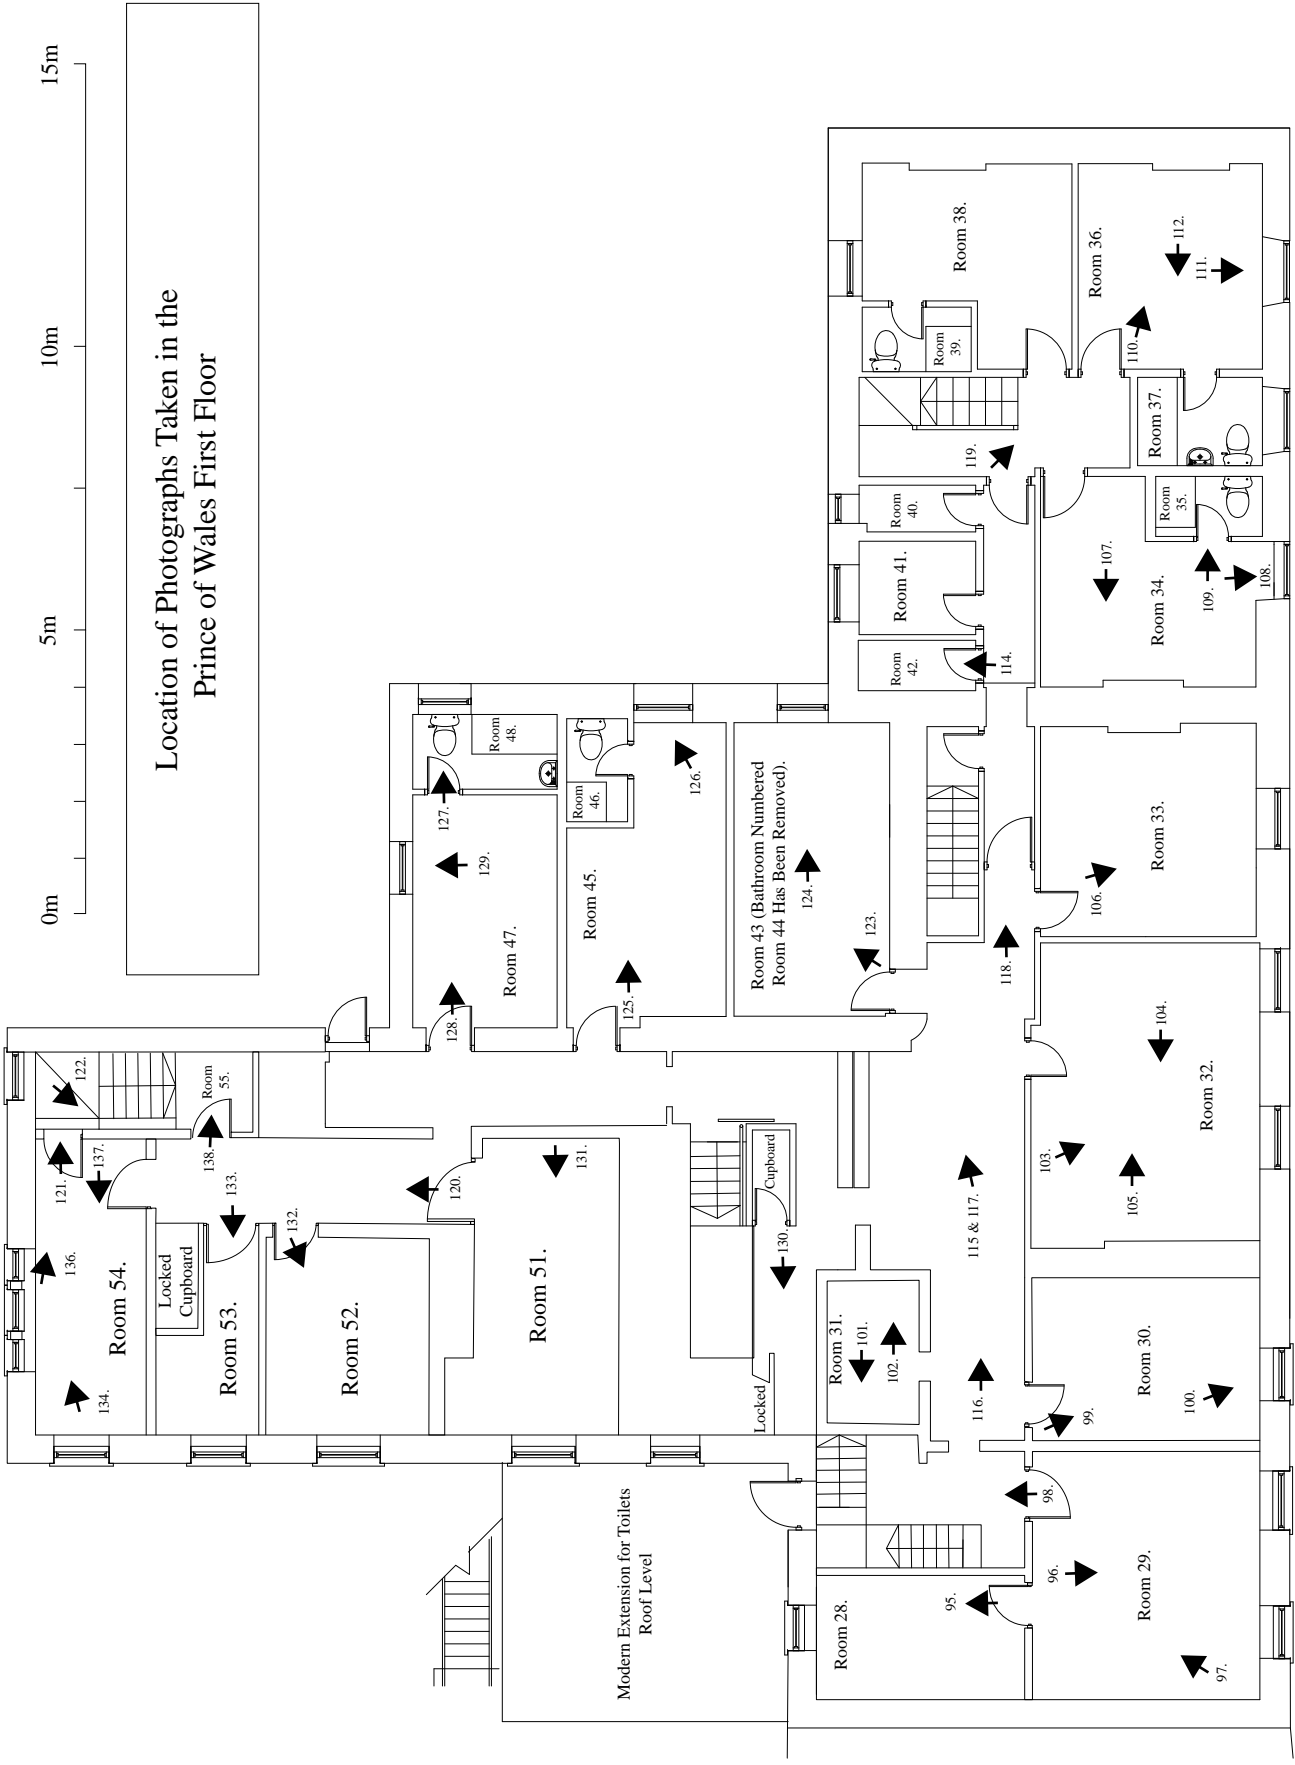 Location of Photographs Taken in the
Prince of Wales First Floor
0m
5m
10m
15m
122.
Room
55.
121.
137.
138.
133.
132.
120.
136.
134.
Room 54.
Locked
Cupboard
Room 53.
Room 52.
Room 51.
131.
Cupboard
130.
Locked
128.
127.
129.
Room 47.
Room
48.
Room
46.
Room 45.
125.
126.
Room 43 (Bathroom Numbered
Room 44 Has Been Removed).
124.
123.
Room
42.
Room 41.
Room
40.
114.
119.
Room
39.
Room 38.
Room 36.
110.
111.
112.
Room 37.
Room
35.
107.
Room 34.
109.
108.
118.
106.
Room 33.
103.
104.
105.
Room 32.
115 & 117.
Room 31.
101.
102.
116.
99.
100.
Room 30.
98.
96.
97.
Room 29.
95.
Room 28.
Modern Extension for Toilets
Roof Level